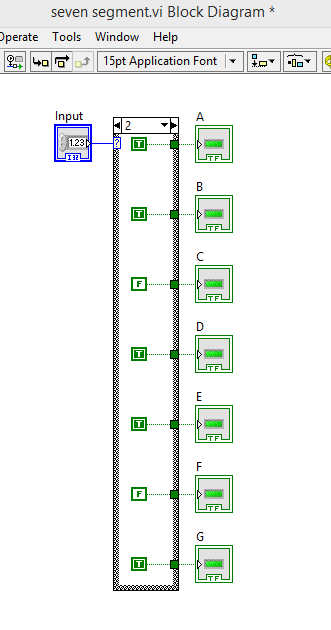 seven segment.vi Block Diagram *
Operate Tools Window Help
15pt Application Font
Input
1.23
I32
?
2
A
T
TF
B
T
TF
C
F
TF
D
T
TF
E
T
TF
F
F
TF
G
T
TF